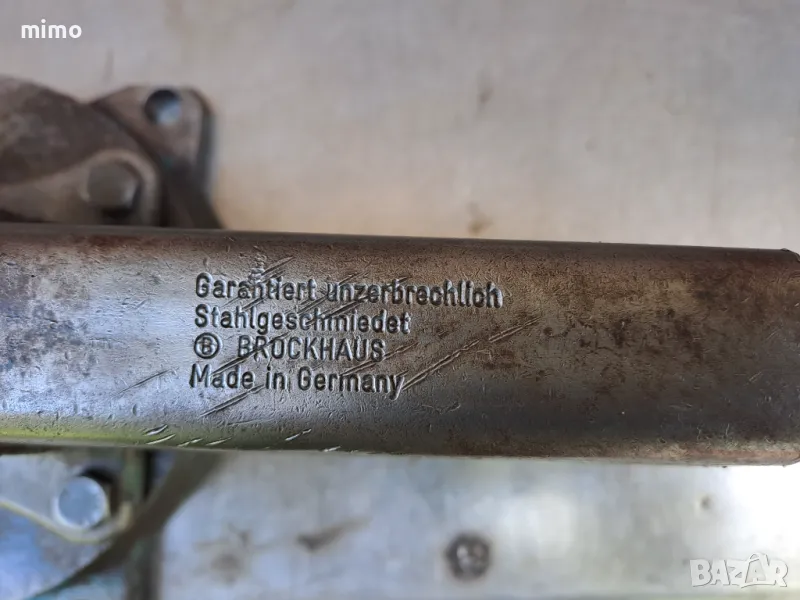 mimo
Garantiert unzerbrechlich
Stahlgeschmiedet
Ⓑ BROCKHAUS
Made in Germany
BAZAR